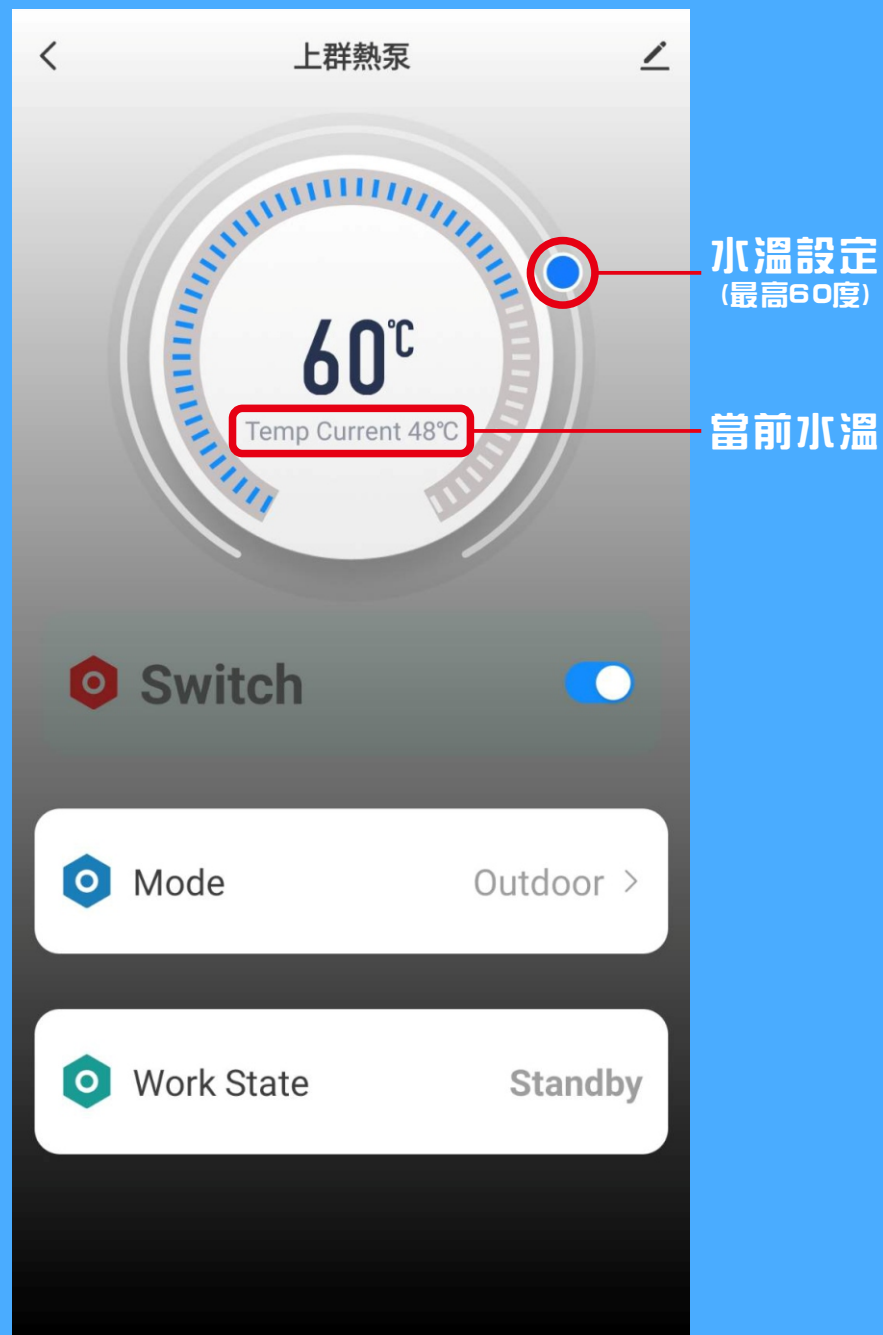 上群熱泵
水溫設定
(最高60度)
60℃
Temp Current 48℃
當前水溫
Switch
Mode
Outdoor
Work State
Standby